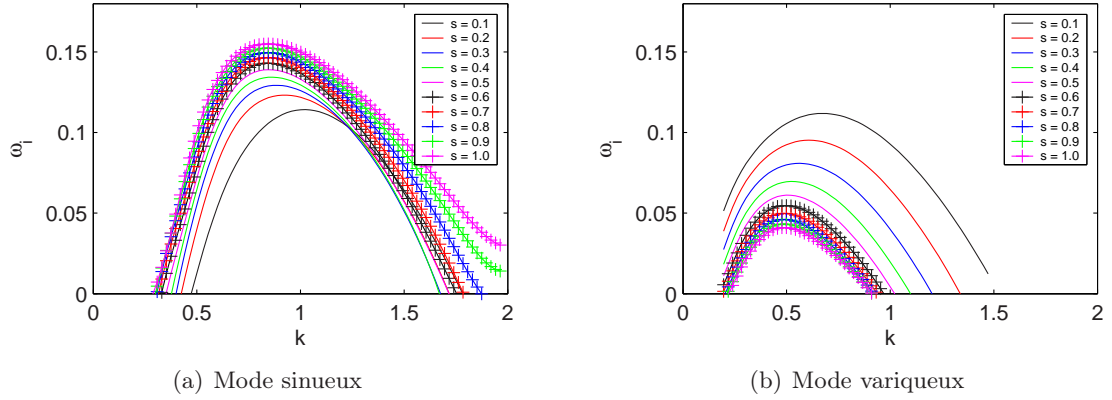 0.15
0.1
0.05
0
ω_i
0
0.5
1
1.5
2
k
s = 0.1
s = 0.2
s = 0.3
s = 0.4
s = 0.5
s = 0.6
s = 0.7
s = 0.8
s = 0.9
s = 1.0
(a) Mode sinueux
0.15
0.1
0.05
0
ω_i
0
0.5
1
1.5
2
k
s = 0.1
s = 0.2
s = 0.3
s = 0.4
s = 0.5
s = 0.6
s = 0.7
s = 0.8
s = 0.9
s = 1.0
(b) Mode variqueux